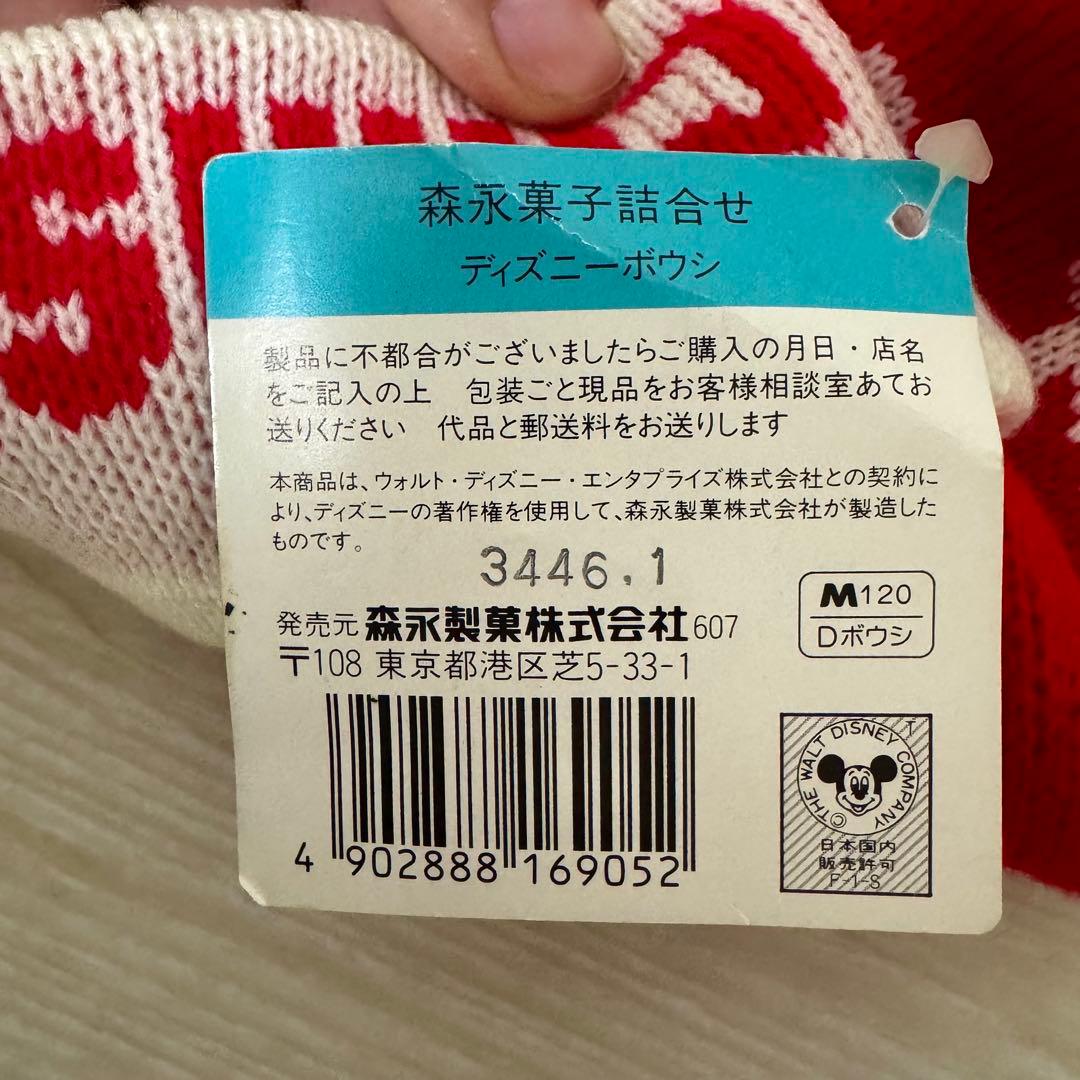 森永菓子詰合せ
ディズニーボウシ
製品に不都合がございましたらご購入の月日・店名
をご記入の上　包装ごと現品をお客様相談室あてお
送りください　代品と郵送料をお送りします
本商品は、ウォルト・ディズニー・エンタプライズ株式会社との契約に
より、ディズニーの著作権を使用して、森永製菓株式会社が製造した
ものです。
3446.1
発売元 森永製菓株式会社607
〒108 東京都港区芝5-33-1
M120
Dボウシ
4 902888 169052
©THE WALT DISNEY COMPANY
T
日本国内
販売許可
F-1-S